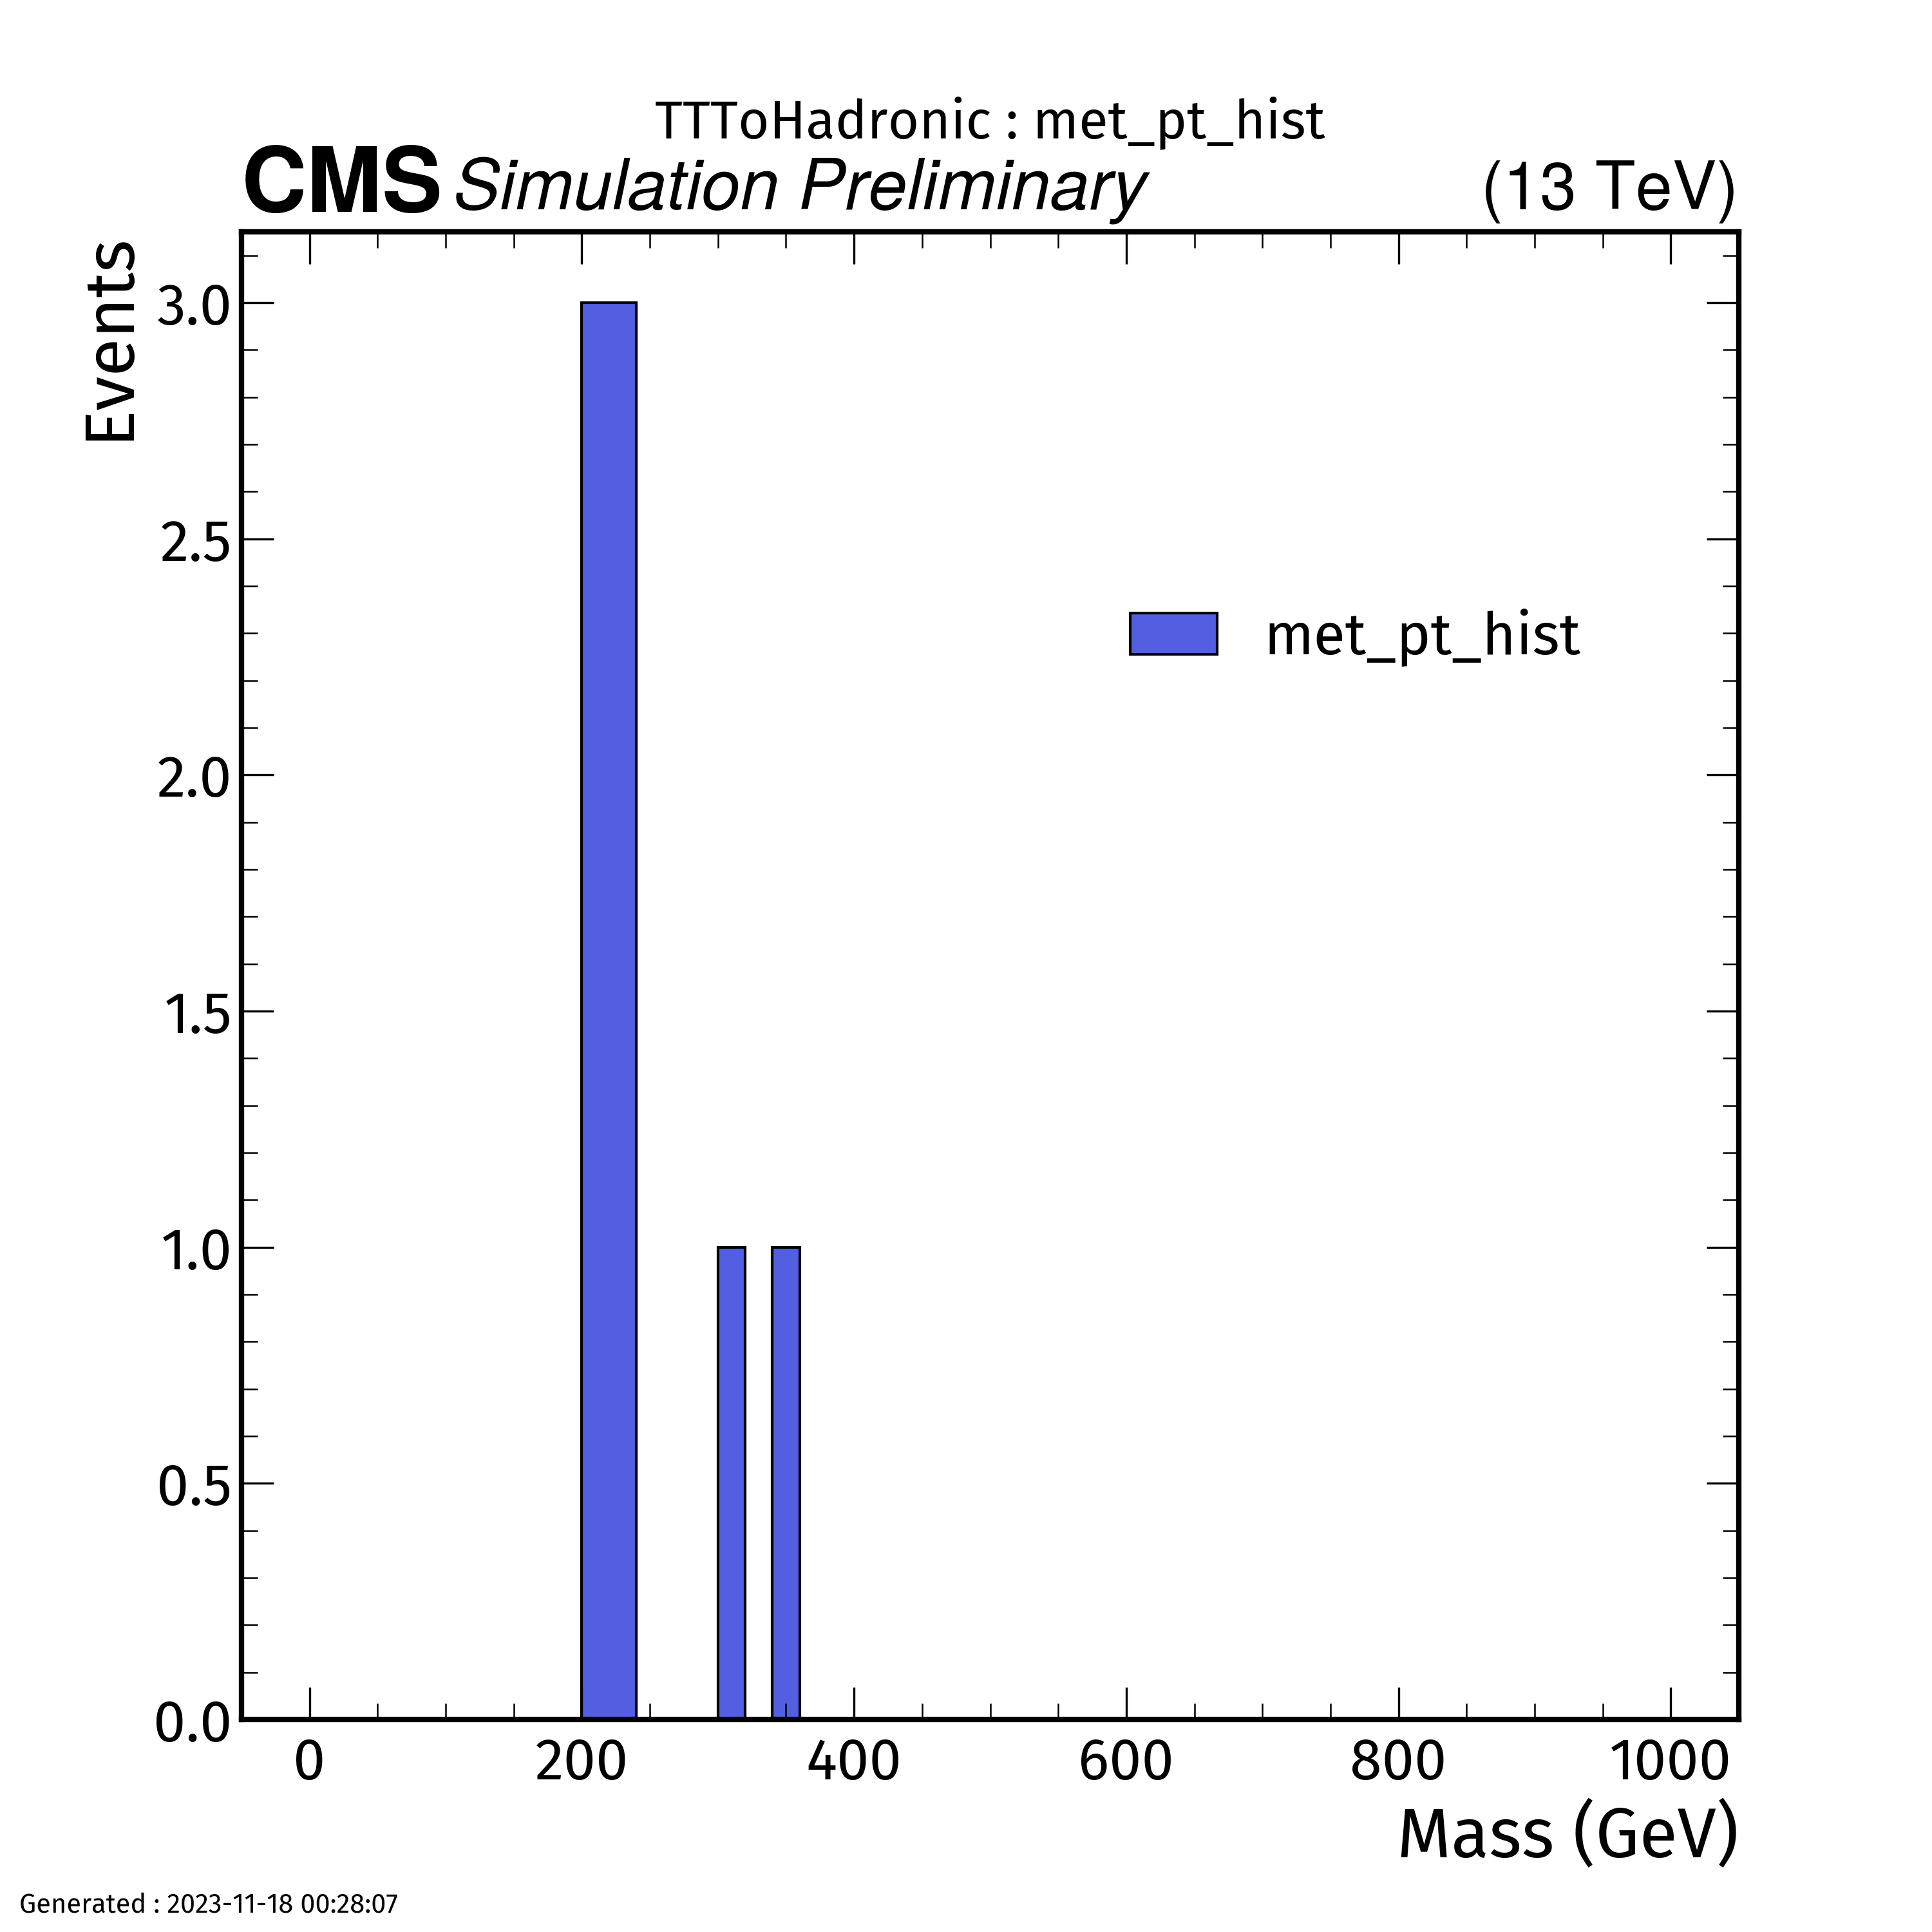 TTToHadronic : met_pt_hist
CMS Simulation Preliminary (13 TeV)
Events
3.0
2.5
2.0
1.5
1.0
0.5
0.0
met_pt_hist
0 200 400 600 800 1000
Mass (GeV)
Generated : 2023-11-18 00:28:07